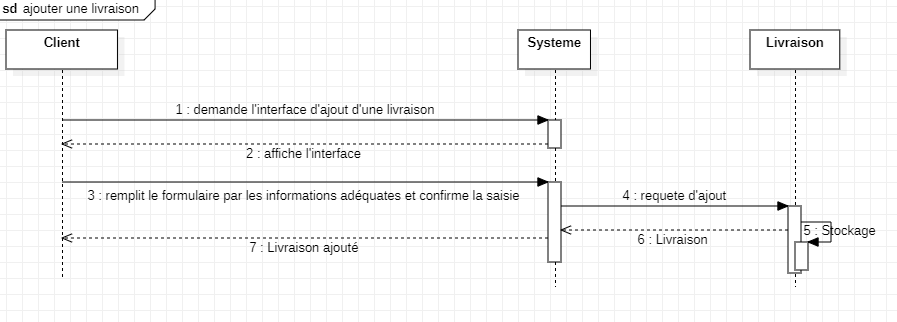 sd ajouter une livraison
Client
Systeme
Livraison
1 : demande l'interface d'ajout d'une livraison
2 : affiche l'interface
3 : remplit le formulaire par les informations adéquates et confirme la saisie
4 : requete d'ajout
5 : Stockage
6 : Livraison
7 : Livraison ajouté